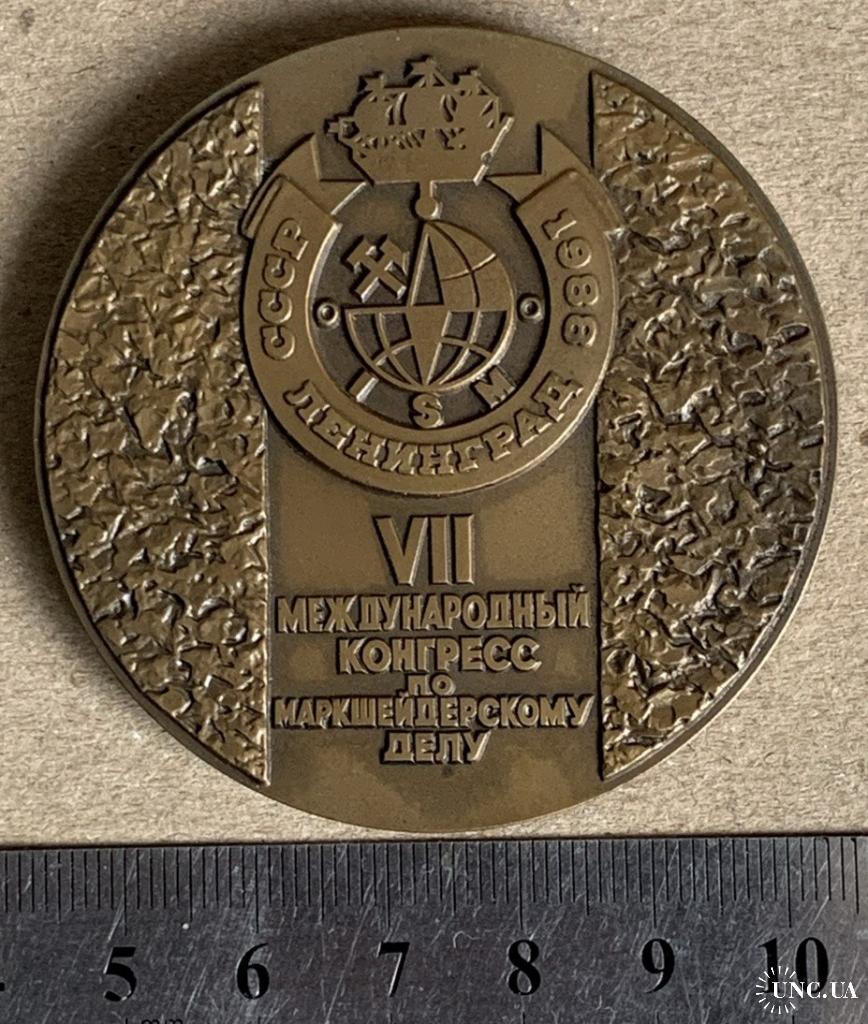 СССР
ЛЕНИНГРАД
1988
I S M
VII
МЕЖДУНАРОДНЫЙ
КОНГРЕСС
ПО
МАРКШЕЙДЕРСКОМУ
ДЕЛУ
5 6 7 8 9 10
UNC.UA